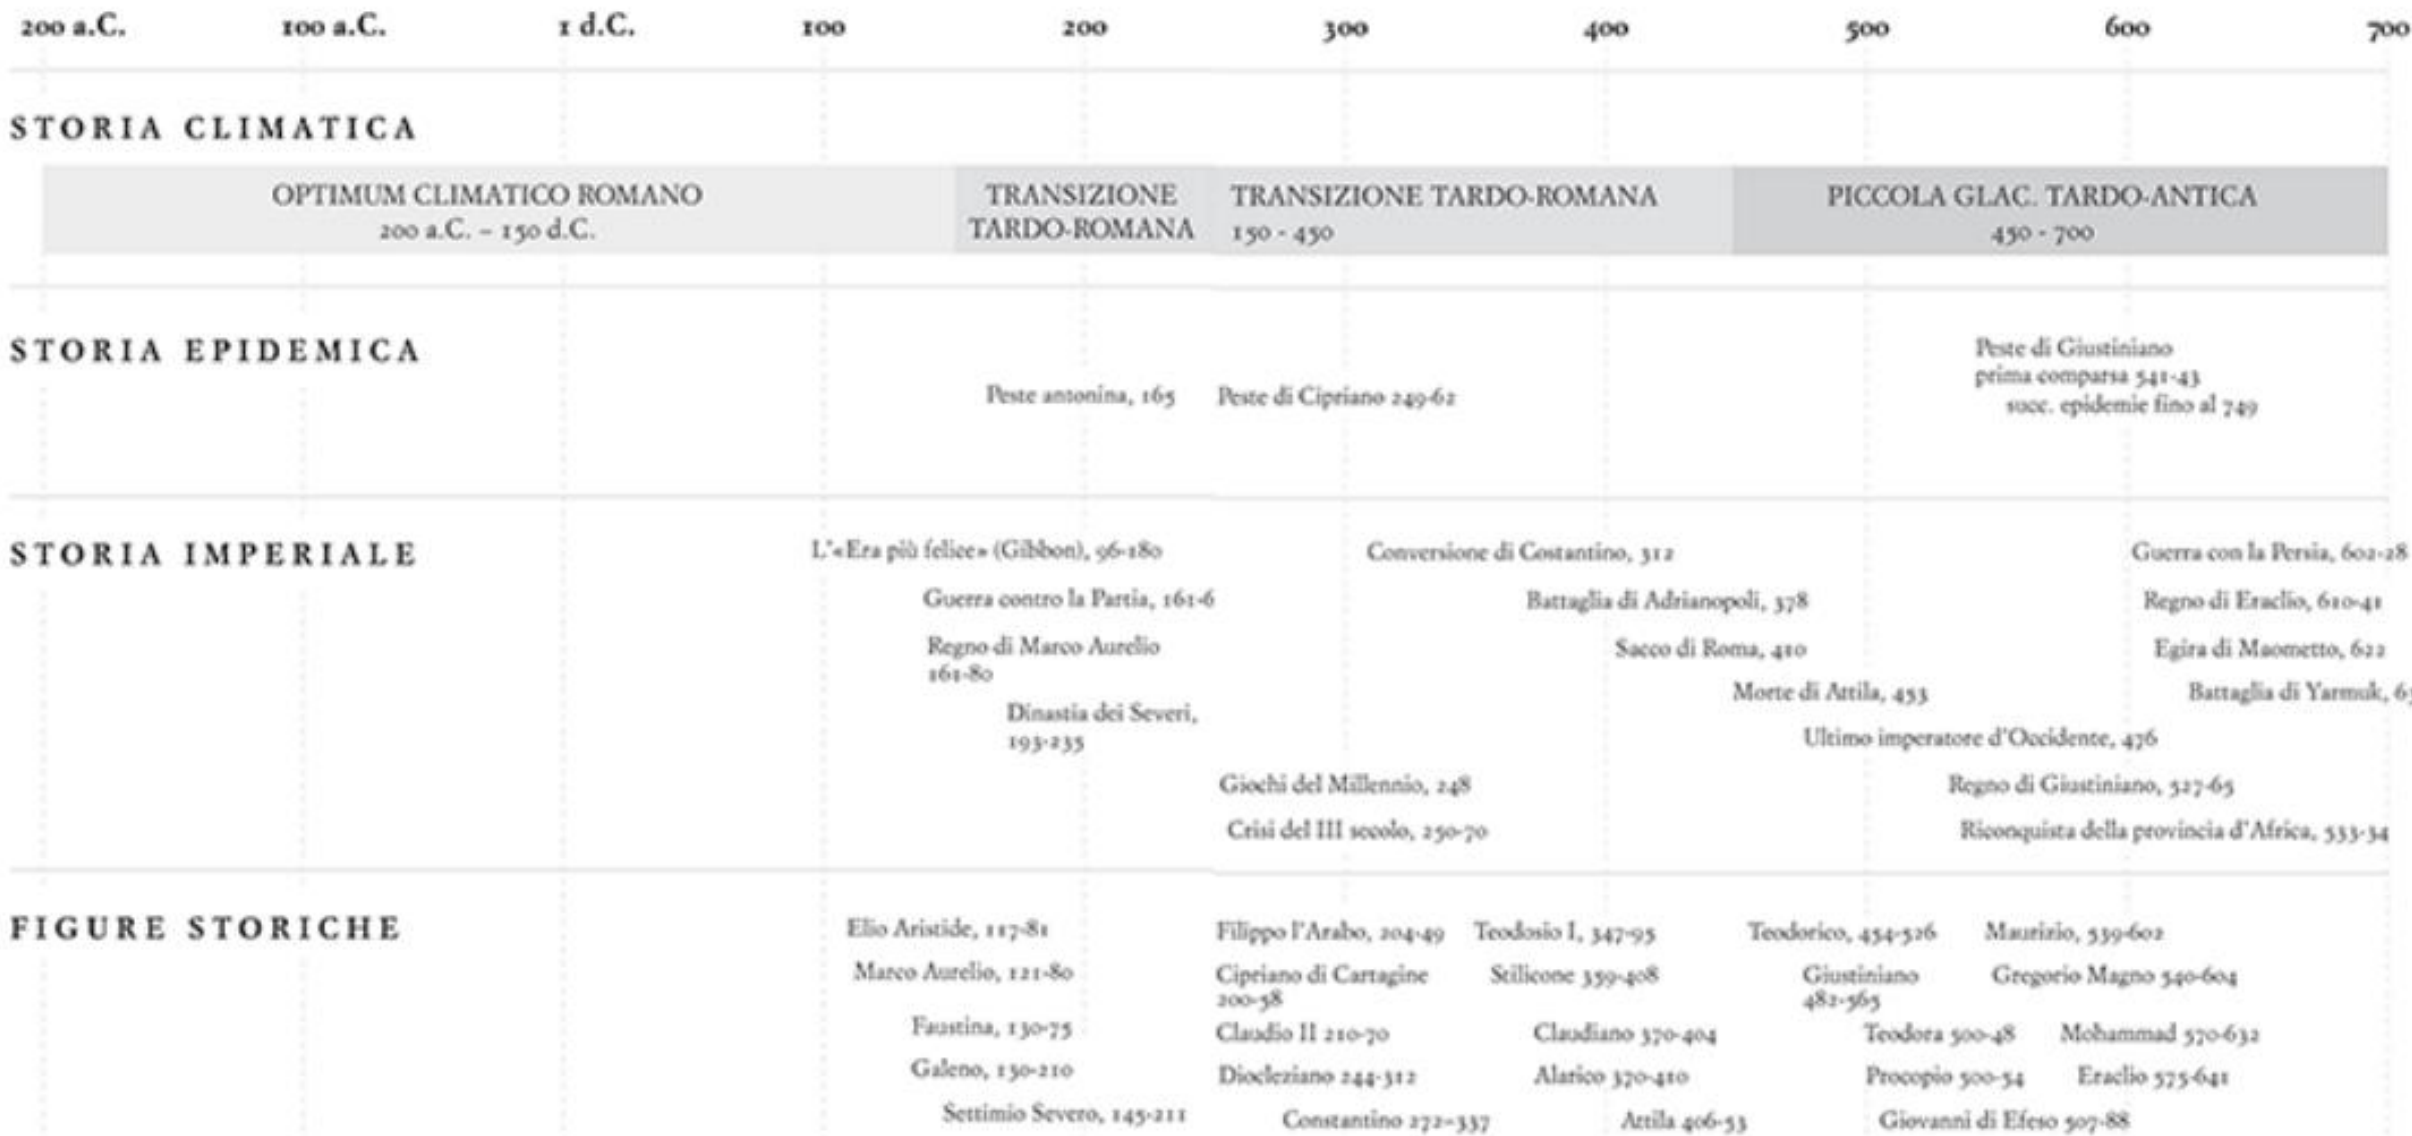 200 a.C. 100 a.C. 1 d.C. 100 200 300 400 500 600 700
STORIA CLIMATICA
OPTIMUM CLIMATICO ROMANO
200 a.C. – 150 d.C.
TRANSIZIONE
TARDO-ROMANA
TRANSIZIONE TARDO-ROMANA
150 - 450
PICCOLA GLAC. TARDO-ANTICA
450 - 700
STORIA EPIDEMICA
Peste antonina, 165
Peste di Cipriano 249-62
Peste di Giustiniano
prima comparsa 541-43
succ. epidemie fino al 749
STORIA IMPERIALE
L'«Era più felice» (Gibbon), 96-180
Guerra contro la Partia, 161-6
Regno di Marco Aurelio
161-80
Dinastia dei Severi,
193-235
Giochi del Millennio, 248
Crisi del III secolo, 250-70
Conversione di Costantino, 312
Battaglia di Adrianopoli, 378
Sacco di Roma, 410
Morte di Attila, 453
Ultimo imperatore d'Occidente, 476
Regno di Giustiniano, 527-65
Riconquista della provincia d'Africa, 533-34
Guerra con la Persia, 602-28
Regno di Eraclio, 610-41
Egira di Maometto, 622
Battaglia di Yarmuk,
FIGURE STORICHE
Elio Aristide, 117-81
Marco Aurelio, 121-80
Faustina, 130-75
Galeno, 130-210
Settimio Severo, 145-211
Filippo l'Arabo, 204-49
Cipriano di Cartagine
200-58
Claudio II 210-70
Diocleziano 244-312
Constantino 272-337
Teodosio I, 347-95
Stilicone 359-408
Claudiano 370-404
Alarico 370-410
Attila 406-53
Teodorico, 454-526
Giustiniano
482-565
Teodora 500-48
Procopio 500-54
Giovanni di Efeso 507-88
Maurizio, 539-602
Gregorio Magno 540-604
Mohammad 570-632
Eraclio 575-641